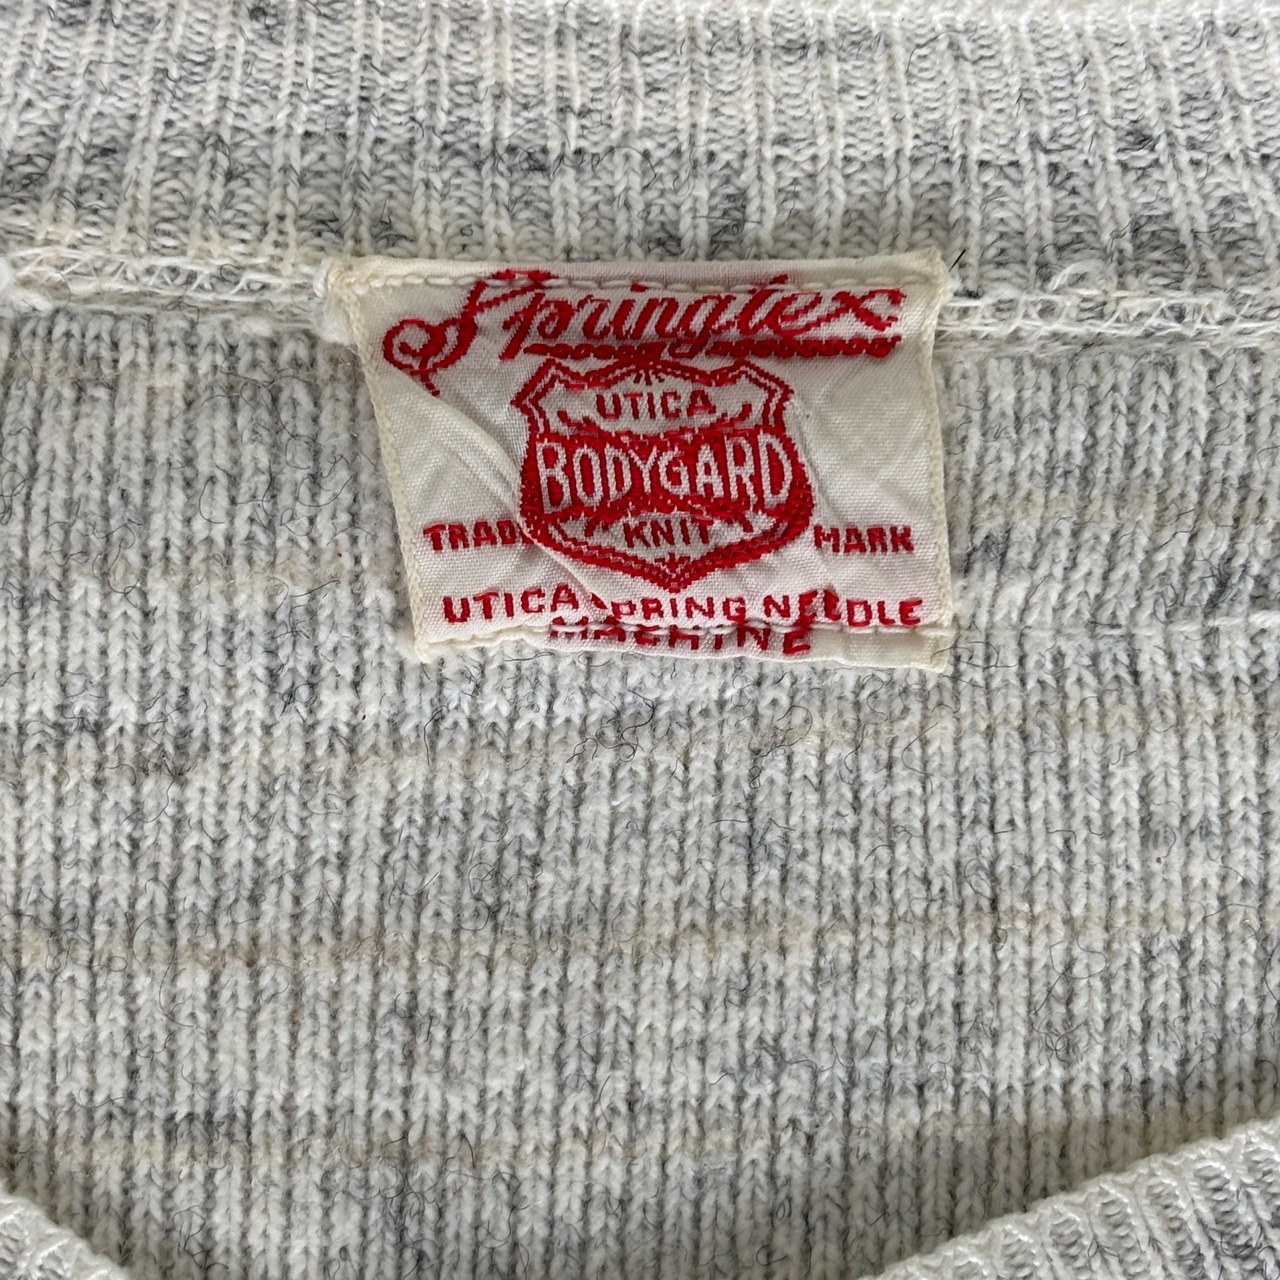 Springtex
UTICA
BODYGARD
KNIT
TRADE MARK
UTICA SPRING NEEDLE
MACHINE